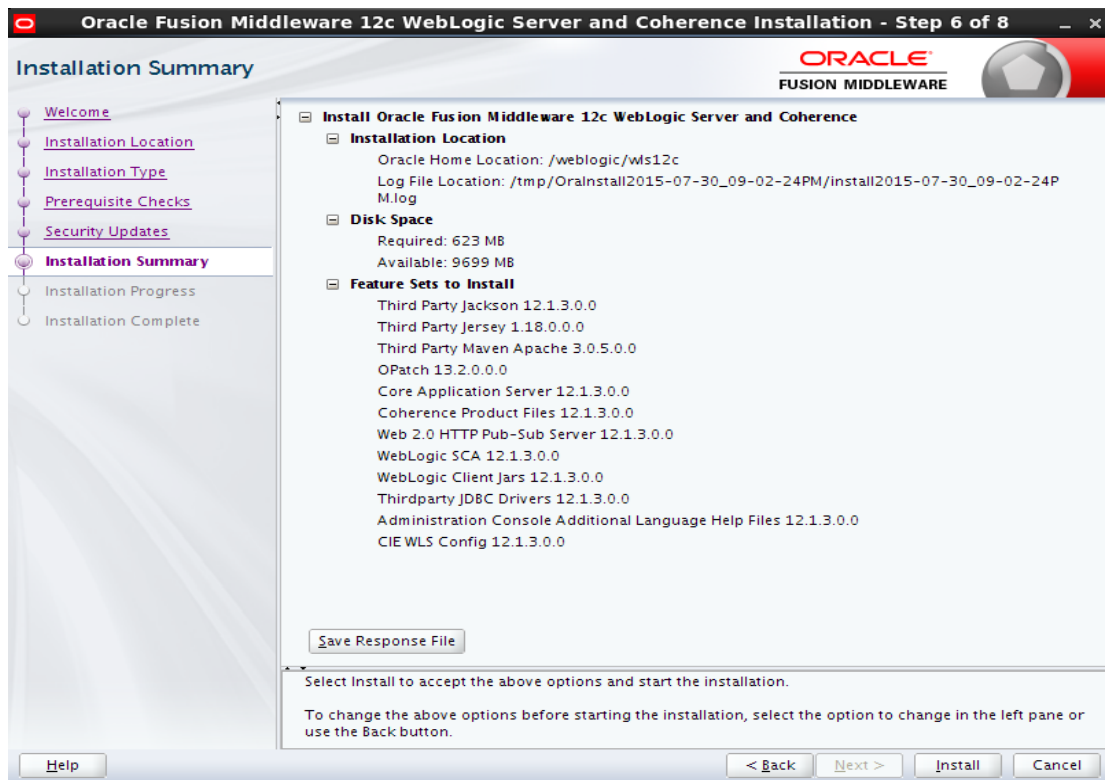 Oracle Fusion Middleware 12c WebLogic Server and Coherence Installation - Step 6 of 8
Installation Summary
ORACLE
FUSION MIDDLEWARE
Welcome
Installation Location
Installation Type
Prerequisite Checks
Security Updates
Installation Summary
Installation Progress
Installation Complete
Install Oracle Fusion Middleware 12c WebLogic Server and Coherence
Installation Location
Oracle Home Location: /weblogic/wls12c
Log File Location: /tmp/OraInstall2015-07-30_09-02-24PM/install2015-07-30_09-02-24P
M.log
Disk Space
Required: 623 MB
Available: 9699 MB
Feature Sets to Install
Third Party Jackson 12.1.3.0.0
Third Party Jersey 1.18.0.0.0
Third Party Maven Apache 3.0.5.0.0
OPatch 13.2.0.0.0
Core Application Server 12.1.3.0.0
Coherence Product Files 12.1.3.0.0
Web 2.0 HTTP Pub-Sub Server 12.1.3.0.0
WebLogic SCA 12.1.3.0.0
WebLogic Client Jars 12.1.3.0.0
Thirdparty JDBC Drivers 12.1.3.0.0
Administration Console Additional Language Help Files 12.1.3.0.0
CIE WLS Config 12.1.3.0.0
Save Response File
Select Install to accept the above options and start the installation.
To change the above options before starting the installation, select the option to change in the left pane or
use the Back button.
Help
< Back
Next >
Install
Cancel